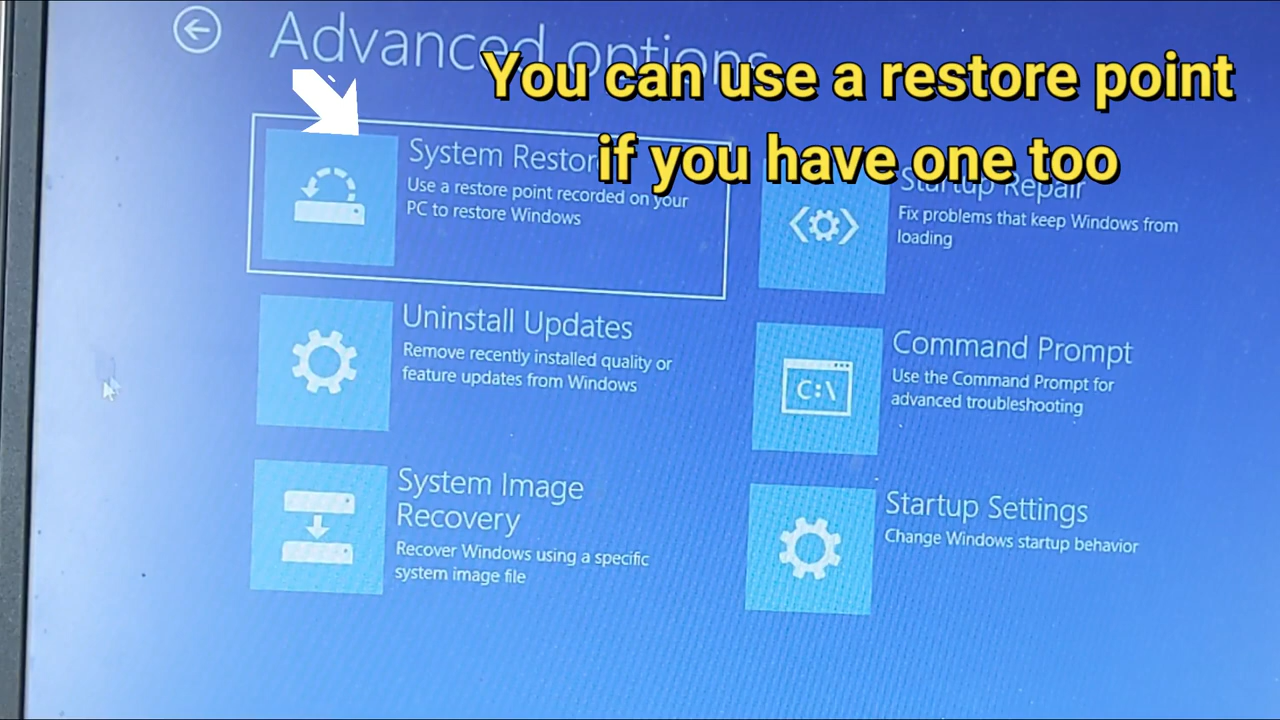 Advanced options
You can use a restore point
if you have one too
System Restore
Use a restore point recorded on your
PC to restore Windows
Startup Repair
Fix problems that keep Windows from
loading
Uninstall Updates
Remove recently installed quality or
feature updates from Windows
Command Prompt
Use the Command Prompt for
advanced troubleshooting
C:\
System Image
Recovery
Recover Windows using a specific
system image file
Startup Settings
Change Windows startup behavior